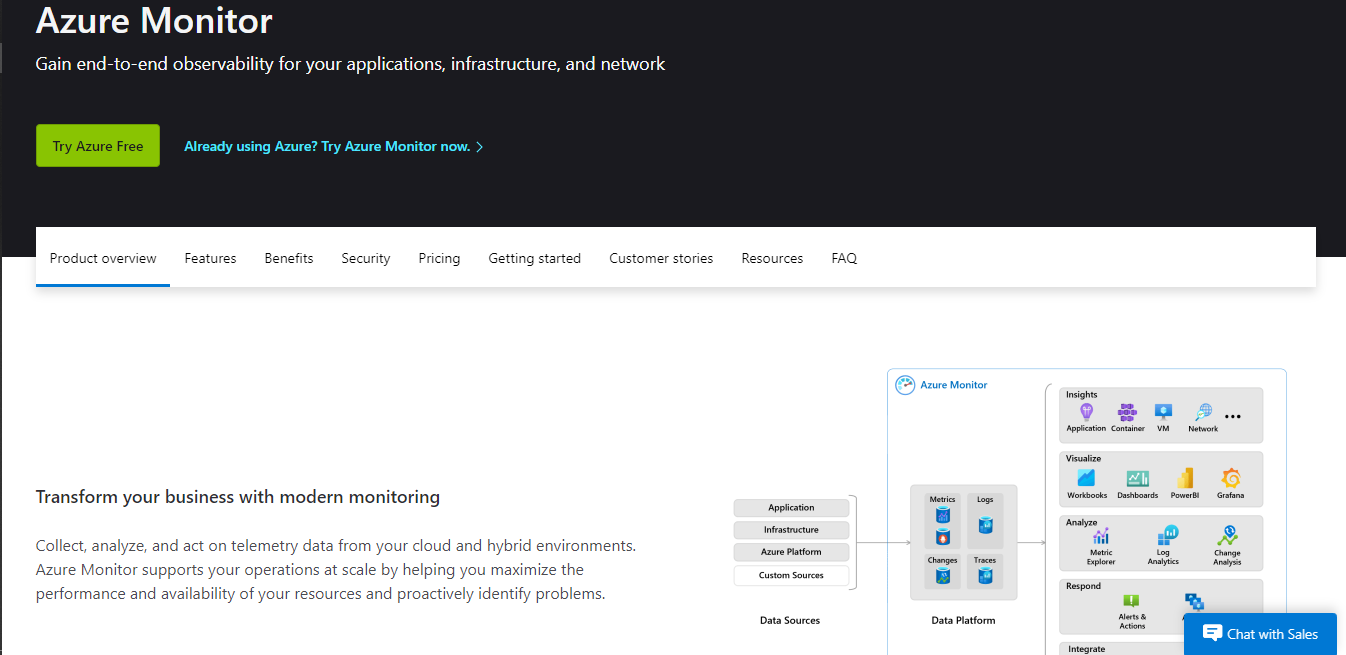 Azure Monitor
Gain end-to-end observability for your applications, infrastructure, and network
Try Azure Free
Already using Azure? Try Azure Monitor now.
Product overview
Features
Benefits
Security
Pricing
Getting started
Customer stories
Resources
FAQ
Transform your business with modern monitoring
Collect, analyze, and act on telemetry data from your cloud and hybrid environments.
Azure Monitor supports your operations at scale by helping you maximize the
performance and availability of your resources and proactively identify problems.
Application
Infrastructure
Azure Platform
Custom Sources
Data Sources
Azure Monitor
Metrics
Logs
Changes
Traces
Data Platform
Insights
Application
Container
VM
Network
Visualize
Workbooks
Dashboards
PowerBI
Grafana
Analyze
Metric
Explorer
Log
Analytics
Change
Analysis
Respond
Alerts &
Actions
Integrate
Chat with Sales